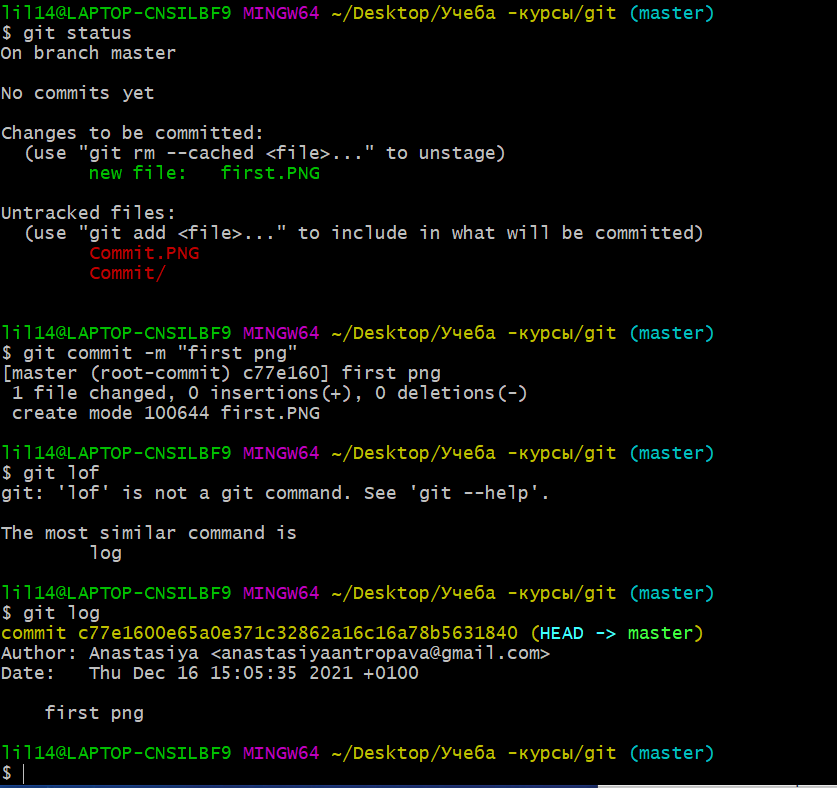 lil14@LAPTOP-CNSILBF9 MINGW64 ~/Desktop/Учеба -курсы/git (master)
$ git status
On branch master
No commits yet
Changes to be committed:
  (use "git rm --cached <file>..." to unstage)
        new file:   first.PNG
Untracked files:
  (use "git add <file>..." to include in what will be committed)
        Commit.PNG
        Commit/
lil14@LAPTOP-CNSILBF9 MINGW64 ~/Desktop/Учеба -курсы/git (master)
$ git commit -m "first png"
[master (root-commit) c77e160] first png
 1 file changed, 0 insertions(+), 0 deletions(-)
 create mode 100644 first.PNG
lil14@LAPTOP-CNSILBF9 MINGW64 ~/Desktop/Учеба -курсы/git (master)
$ git lof
git: 'lof' is not a git command. See 'git --help'.
The most similar command is
        log
lil14@LAPTOP-CNSILBF9 MINGW64 ~/Desktop/Учеба -курсы/git (master)
$ git log
commit c77e1600e65a0e371c32862a16c16a78b5631840 (HEAD -> master)
Author: Anastasiya <anastasiyaantropava@gmail.com>
Date:   Thu Dec 16 15:05:35 2021 +0100
    first png
lil14@LAPTOP-CNSILBF9 MINGW64 ~/Desktop/Учеба -курсы/git (master)
$